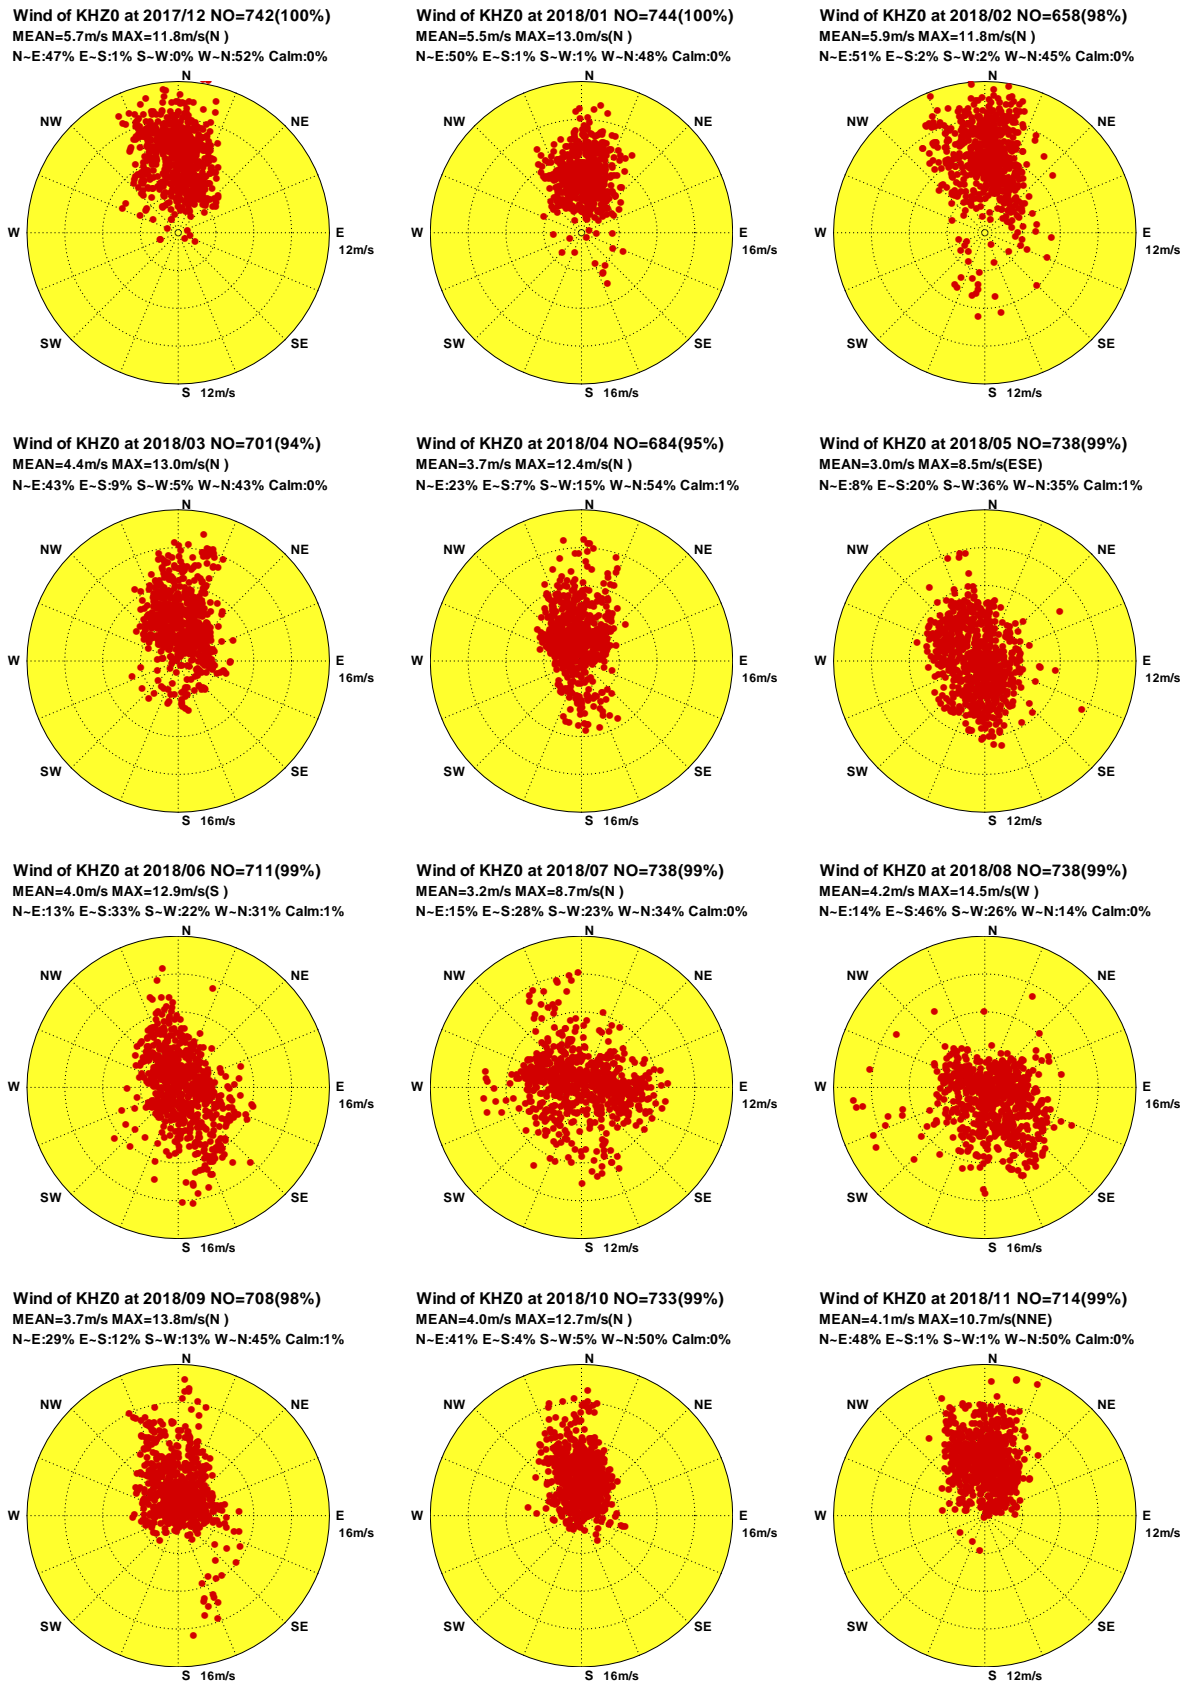 Wind of KHZ0 at 2017/12 NO=742(100%)
MEAN=5.7m/s MAX=11.8m/s(N )
N~E:47% E~S:1% S~W:0% W~N:52% Calm:0%
N
NW
NE
W
E
12m/s
SW
SE
S 12m/s
Wind of KHZ0 at 2018/01 NO=744(100%)
MEAN=5.5m/s MAX=13.0m/s(N )
N~E:50% E~S:1% S~W:1% W~N:48% Calm:0%
N
NW
NE
W
E
16m/s
SW
SE
S 16m/s
Wind of KHZ0 at 2018/02 NO=658(98%)
MEAN=5.9m/s MAX=11.8m/s(N )
N~E:51% E~S:2% S~W:2% W~N:45% Calm:0%
N
NW
NE
W
E
12m/s
SW
SE
S 12m/s
Wind of KHZ0 at 2018/03 NO=701(94%)
MEAN=4.4m/s MAX=13.0m/s(N )
N~E:43% E~S:9% S~W:5% W~N:43% Calm:0%
N
NW
NE
W
E
16m/s
SW
SE
S 16m/s
Wind of KHZ0 at 2018/04 NO=684(95%)
MEAN=3.7m/s MAX=12.4m/s(N )
N~E:23% E~S:7% S~W:15% W~N:54% Calm:1%
N
NW
NE
W
E
16m/s
SW
SE
S 16m/s
Wind of KHZ0 at 2018/05 NO=738(99%)
MEAN=3.0m/s MAX=8.5m/s(ESE)
N~E:8% E~S:20% S~W:36% W~N:35% Calm:1%
N
NW
NE
W
E
12m/s
SW
SE
S 12m/s
Wind of KHZ0 at 2018/06 NO=711(99%)
MEAN=4.0m/s MAX=12.9m/s(S )
N~E:13% E~S:33% S~W:22% W~N:31% Calm:1%
N
NW
NE
W
E
16m/s
SW
SE
S 16m/s
Wind of KHZ0 at 2018/07 NO=738(99%)
MEAN=3.2m/s MAX=8.7m/s(N )
N~E:15% E~S:28% S~W:23% W~N:34% Calm:0%
N
NW
NE
W
E
12m/s
SW
SE
S 12m/s
Wind of KHZ0 at 2018/08 NO=738(99%)
MEAN=4.2m/s MAX=14.5m/s(W )
N~E:14% E~S:46% S~W:26% W~N:14% Calm:0%
N
NW
NE
W
E
16m/s
SW
SE
S 16m/s
Wind of KHZ0 at 2018/09 NO=708(98%)
MEAN=3.7m/s MAX=13.8m/s(N )
N~E:29% E~S:12% S~W:13% W~N:45% Calm:1%
N
NW
NE
W
E
16m/s
SW
SE
S 16m/s
Wind of KHZ0 at 2018/10 NO=733(99%)
MEAN=4.0m/s MAX=12.7m/s(N )
N~E:41% E~S:4% S~W:5% W~N:50% Calm:0%
N
NW
NE
W
E
16m/s
SW
SE
S 16m/s
Wind of KHZ0 at 2018/11 NO=714(99%)
MEAN=4.1m/s MAX=10.7m/s(NNE)
N~E:48% E~S:1% S~W:1% W~N:50% Calm:0%
N
NW
NE
W
E
12m/s
SW
SE
S 12m/s